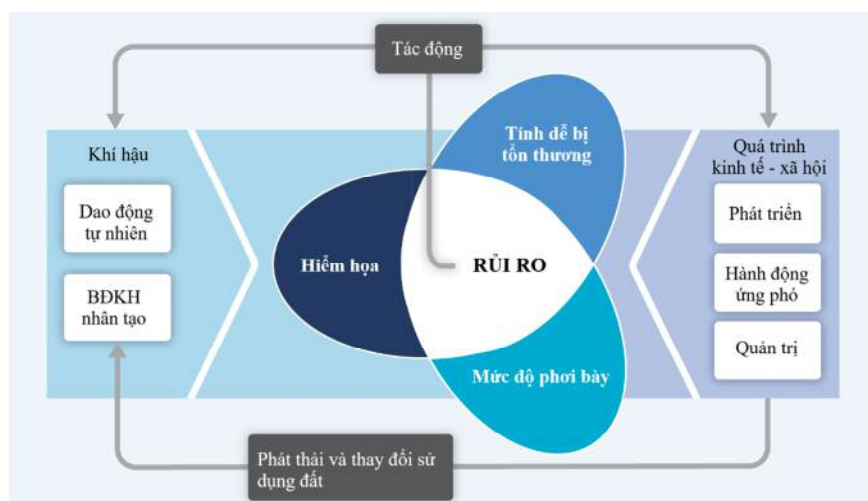 Tác động
Khí hậu
Dao động
tự nhiên
BĐKH
nhân tạo
Hiểm họa
Tính dễ bị
tổn thương
RỦI RO
Mức độ phơi bày
Quá trình
kinh tế - xã hội
Phát triển
Hành động
ứng phó
Quản trị
Phát thải và thay đổi sử
dụng đất